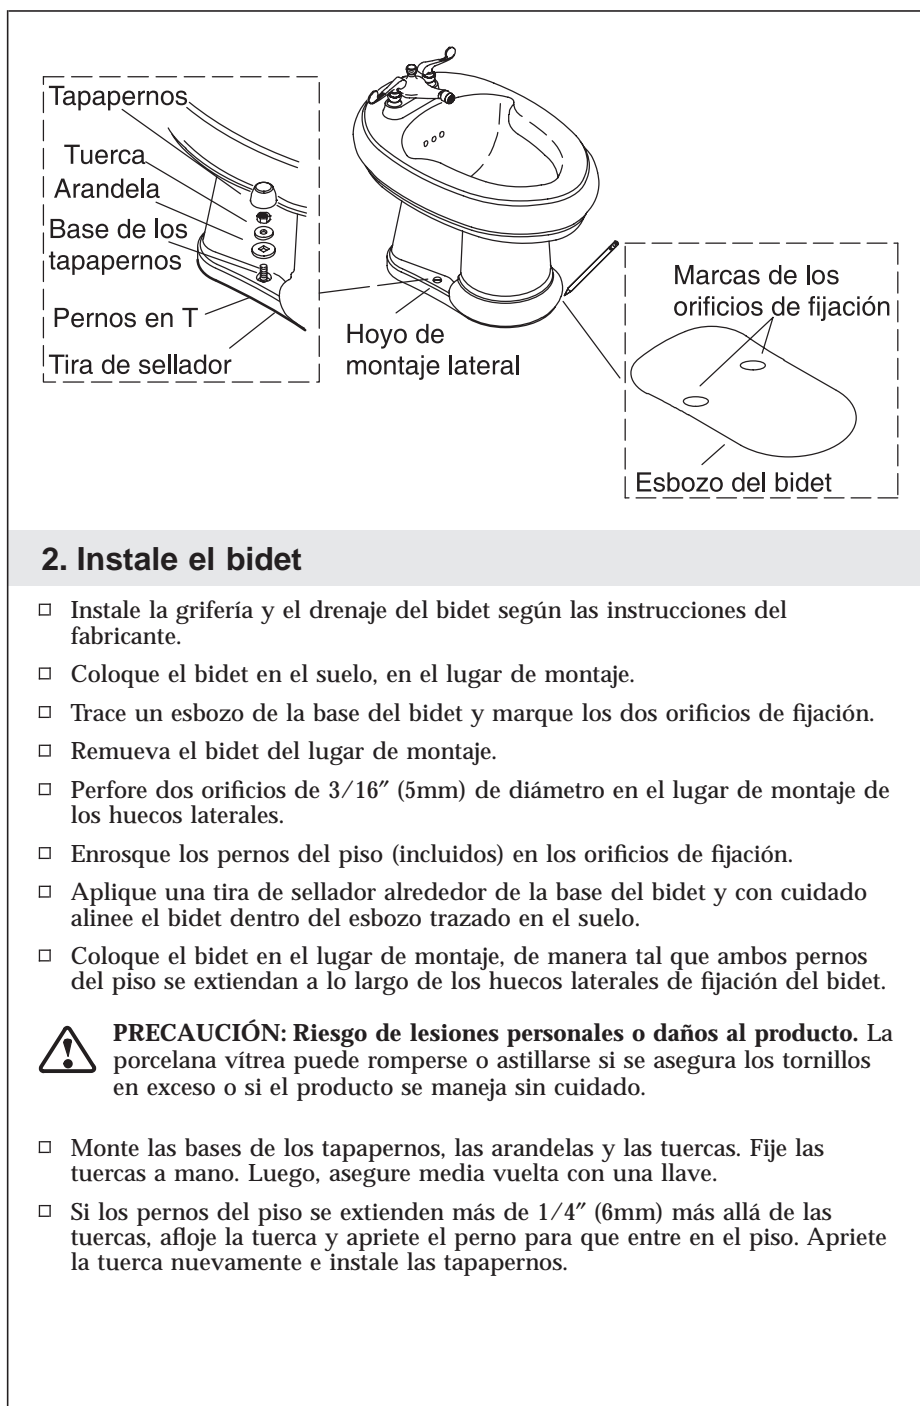 Tapapernos
Tuerca
Arandela
Base de los
tapapernos
Pernos en T
Tira de sellador
Hoyo de
montaje lateral
Marcas de los
orificios de fijación
Esbozo del bidet
2. Instale el bidet
□ Instale la grifería y el drenaje del bidet según las instrucciones del
fabricante.
□ Coloque el bidet en el suelo, en el lugar de montaje.
□ Trace un esbozo de la base del bidet y marque los dos orificios de fijación.
□ Remueva el bidet del lugar de montaje.
□ Perfore dos orificios de 3/16″ (5mm) de diámetro en el lugar de montaje de
los huecos laterales.
□ Enrosque los pernos del piso (incluidos) en los orificios de fijación.
□ Aplique una tira de sellador alrededor de la base del bidet y con cuidado
alinee el bidet dentro del esbozo trazado en el suelo.
□ Coloque el bidet en el lugar de montaje, de manera tal que ambos pernos
del piso se extiendan a lo largo de los huecos laterales de fijación del bidet.
PRECAUCIÓN: Riesgo de lesiones personales o daños al producto. La
porcelana vítrea puede romperse o astillarse si se asegura los tornillos
en exceso o si el producto se maneja sin cuidado.
□ Monte las bases de los tapapernos, las arandelas y las tuercas. Fije las
tuercas a mano. Luego, asegure media vuelta con una llave.
□ Si los pernos del piso se extienden más de 1/4″ (6mm) más allá de las
tuercas, afloje la tuerca y apriete el perno para que entre en el piso. Apriete
la tuerca nuevamente e instale las tapapernos.